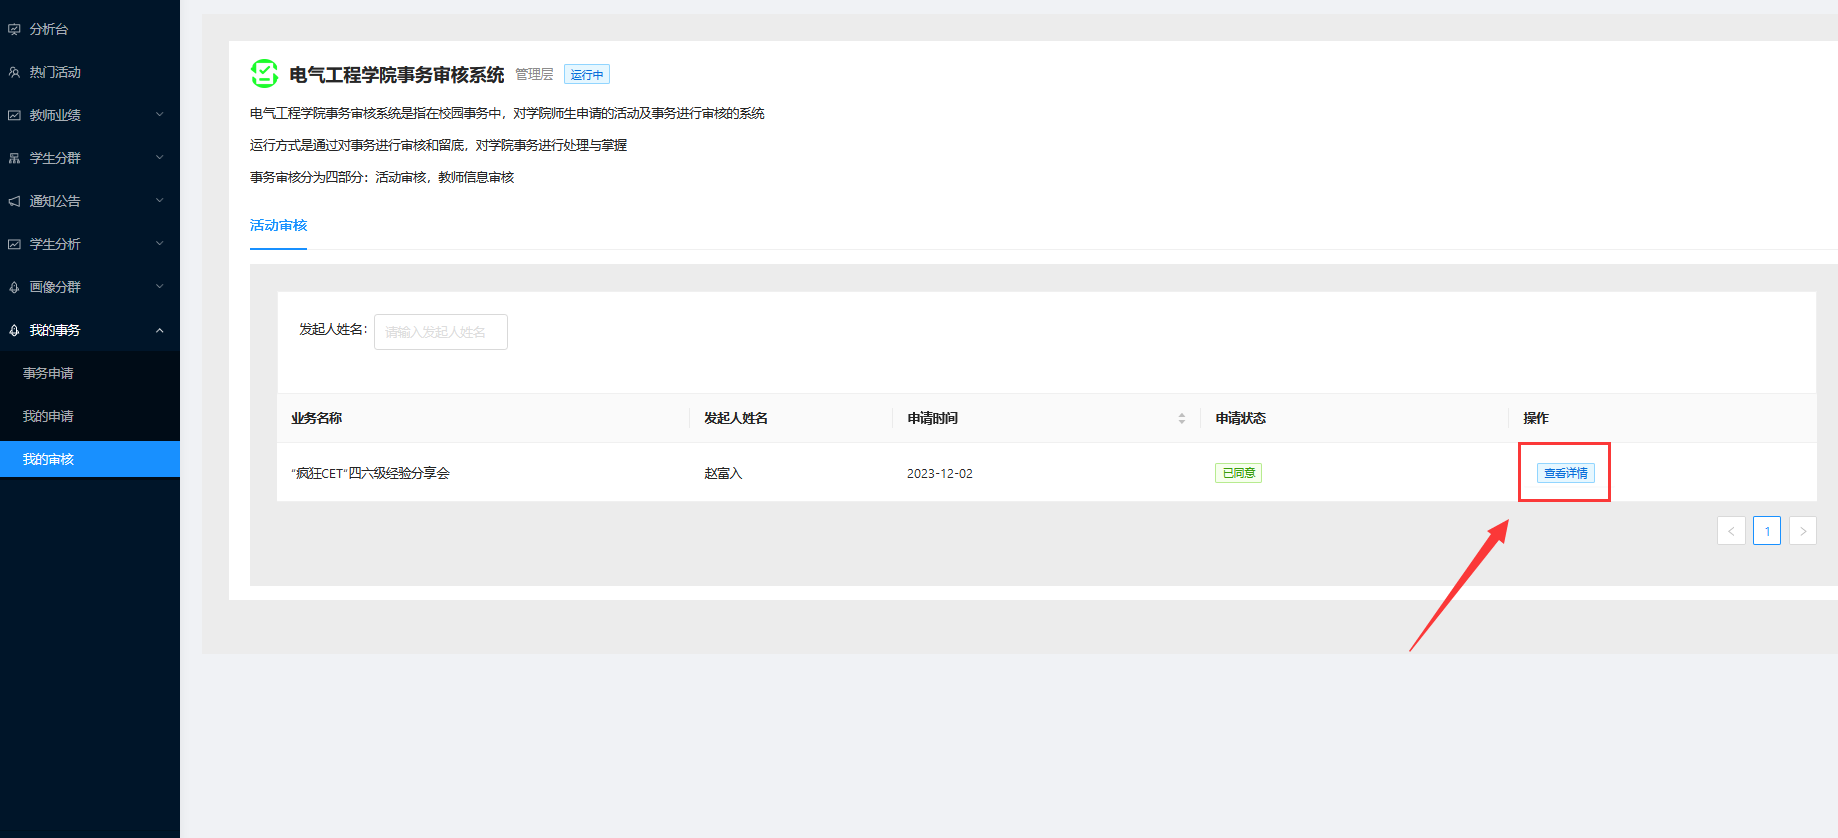 分析台
热门活动
教师业绩
学生分群
通知公告
学生分析
画像分群
我的事务
事务申请
我的申请
我的审核
电气工程学院事务审核系统 管理层 运行中
电气工程学院事务审核系统是指在校园事务中，对学院师生申请的活动及事务进行审核的系统
运行方式是通过对事务进行审核和留底，对学院事务进行处理与掌握
事务审核分为四部分：活动审核，教师信息审核
活动审核
发起人姓名： 请输入发起人姓名
业务名称 发起人姓名 申请时间 申请状态 操作
“疯狂CET“四六级经验分享会 赵富入 2023-12-02 已同意 查看详情
< 1 >